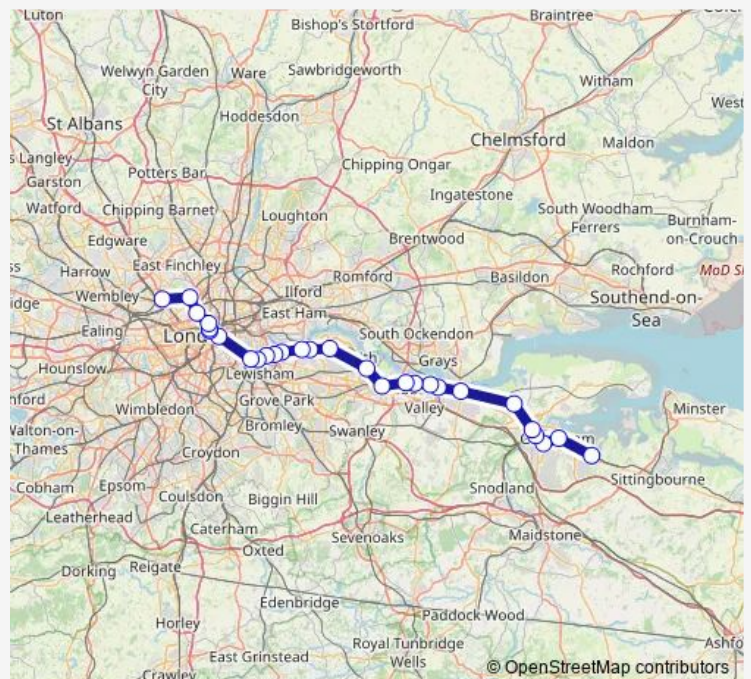 Luton
Bishop's Stortford
Braintree
Welwyn Garden
City
Ware
Sawbridgeworth
Witham
Hoddesdon
West
St Albans
Chelmsford
Maldon
s Langley
Garston
Potters Bar
Chipping Ongar
Ingatestone
Watford
Chipping Barnet
Loughton
South Woodham
Ferrers
Burnham-
on-Crouch
Edgware
Brentwood
Harrow
East Finchley
Ilford
Romford
Basildon
Rochford
MoD S
Wembley
East Ham
Southend-on-
Sea
Ealing
Lon
South Ockendon
Grays
Hounslow
Lewisham
Grove Park
Valley
Minster
Wimbledon
Bromley
Swanley
Walton-on-
Thames
Croydon
Sittingbourne
Cobham
Epsom
Coulsdon
Biggin Hill
Snodland
Leatherhead
Caterham
Sevenoaks
Maidstone
Oxted
Dorking
Reigate
Edenbridge
Paddock Wood
Horley
Royal Tunbridge
Wells
Ashfo
East Grinstead
Crawley
© OpenStreetMap contributors